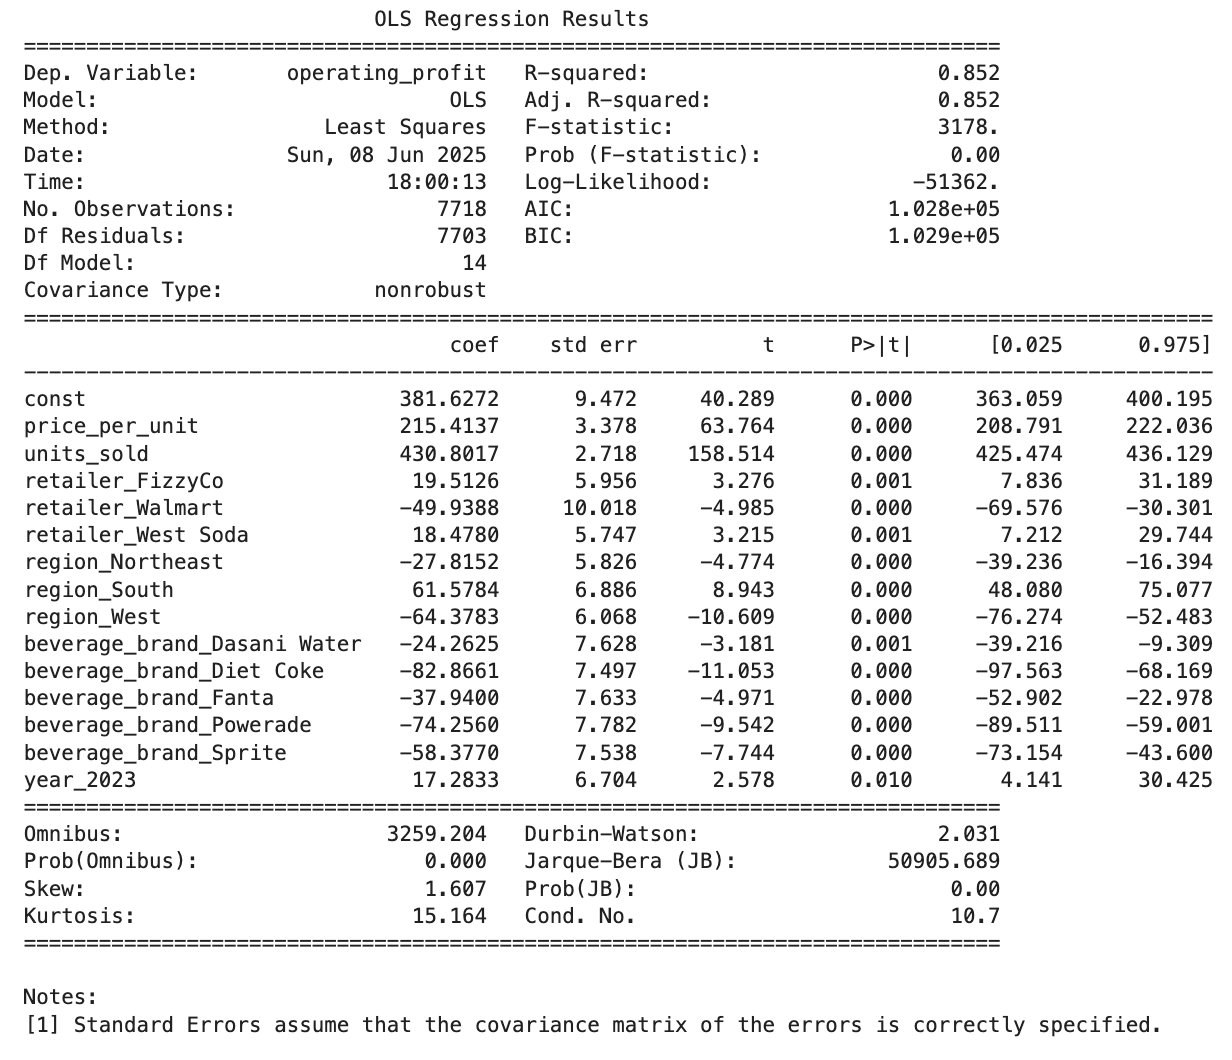 OLS Regression Results
==============================================================================
Dep. Variable:       operating_profit   R-squared:                       0.852
Model:                            OLS   Adj. R-squared:                  0.852
Method:                 Least Squares   F-statistic:                     3178.
Date:                Sun, 08 Jun 2025   Prob (F-statistic):               0.00
Time:                        18:00:13   Log-Likelihood:                -51362.
No. Observations:                7718   AIC:                         1.028e+05
Df Residuals:                    7703   BIC:                         1.029e+05
Df Model:                          14
Covariance Type:            nonrobust
===============================================================================================
                                  coef    std err          t      P>|t|      [0.025      0.975]
-----------------------------------------------------------------------------------------------
const                         381.6272      9.472     40.289      0.000     363.059     400.195
price_per_unit                215.4137      3.378     63.764      0.000     208.791     222.036
units_sold                    430.8017      2.718    158.514      0.000     425.474     436.129
retailer_FizzyCo               19.5126      5.956      3.276      0.001       7.836      31.189
retailer_Walmart              -49.9388     10.018     -4.985      0.000     -69.576     -30.301
retailer_West Soda             18.4780      5.747      3.215      0.001       7.212      29.744
region_Northeast              -27.8152      5.826     -4.774      0.000     -39.236     -16.394
region_South                   61.5784      6.886      8.943      0.000      48.080      75.077
region_West                   -64.3783      6.068    -10.609      0.000     -76.274     -52.483
beverage_brand_Dasani Water   -24.2625      7.628     -3.181      0.001     -39.216      -9.309
beverage_brand_Diet Coke      -82.8661      7.497    -11.053      0.000     -97.563     -68.169
beverage_brand_Fanta          -37.9400      7.633     -4.971      0.000     -52.902     -22.978
beverage_brand_Powerade       -74.2560      7.782     -9.542      0.000     -89.511     -59.001
beverage_brand_Sprite         -58.3770      7.538     -7.744      0.000     -73.154     -43.600
year_2023                      17.2833      6.704      2.578      0.010       4.141      30.425
==============================================================================
Omnibus:                     3259.204   Durbin-Watson:                   2.031
Prob(Omnibus):                  0.000   Jarque-Bera (JB):            50905.689
Skew:                           1.607   Prob(JB):                         0.00
Kurtosis:                      15.164   Cond. No.                         10.7
==============================================================================
Notes:
[1] Standard Errors assume that the covariance matrix of the errors is correctly specified.